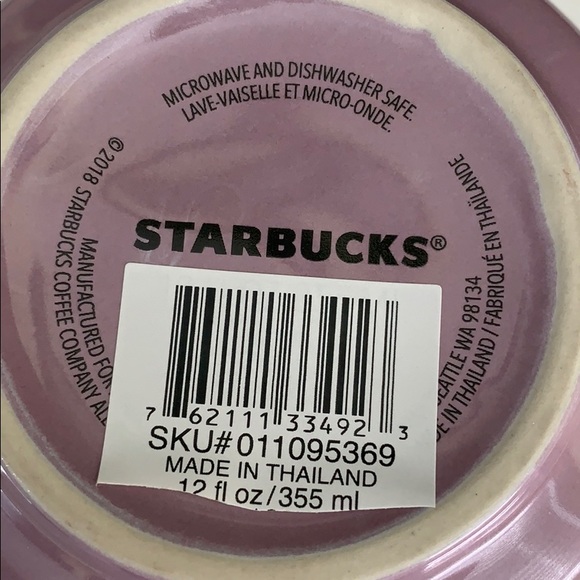 MICROWAVE AND DISHWASHER SAFE.
LAVE-VAISELLE ET MICRO-ONDE.
© 2018 STARBUCKS
MANUFACTURED FOR
COFFEE COMPANY
STARBUCKS®
SEATTLE WA 98134
IN THAILAND / FABRIQUÉ EN THAÏLANDE
7 62111 33492 3
SKU# 011095369
MADE IN THAILAND
12 fl oz/355 ml